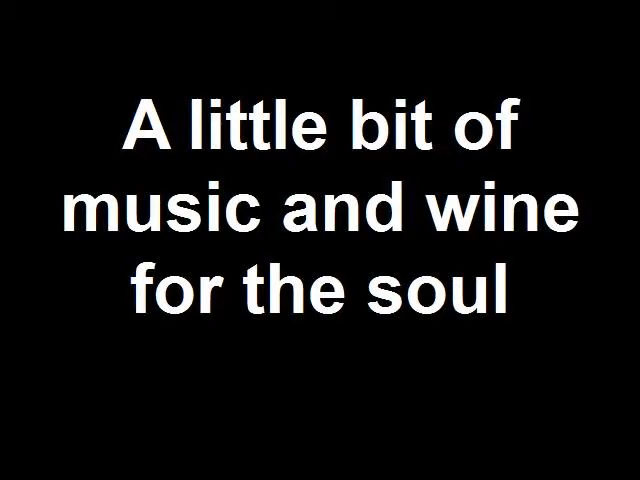 A little bit of
music and wine
for the soul